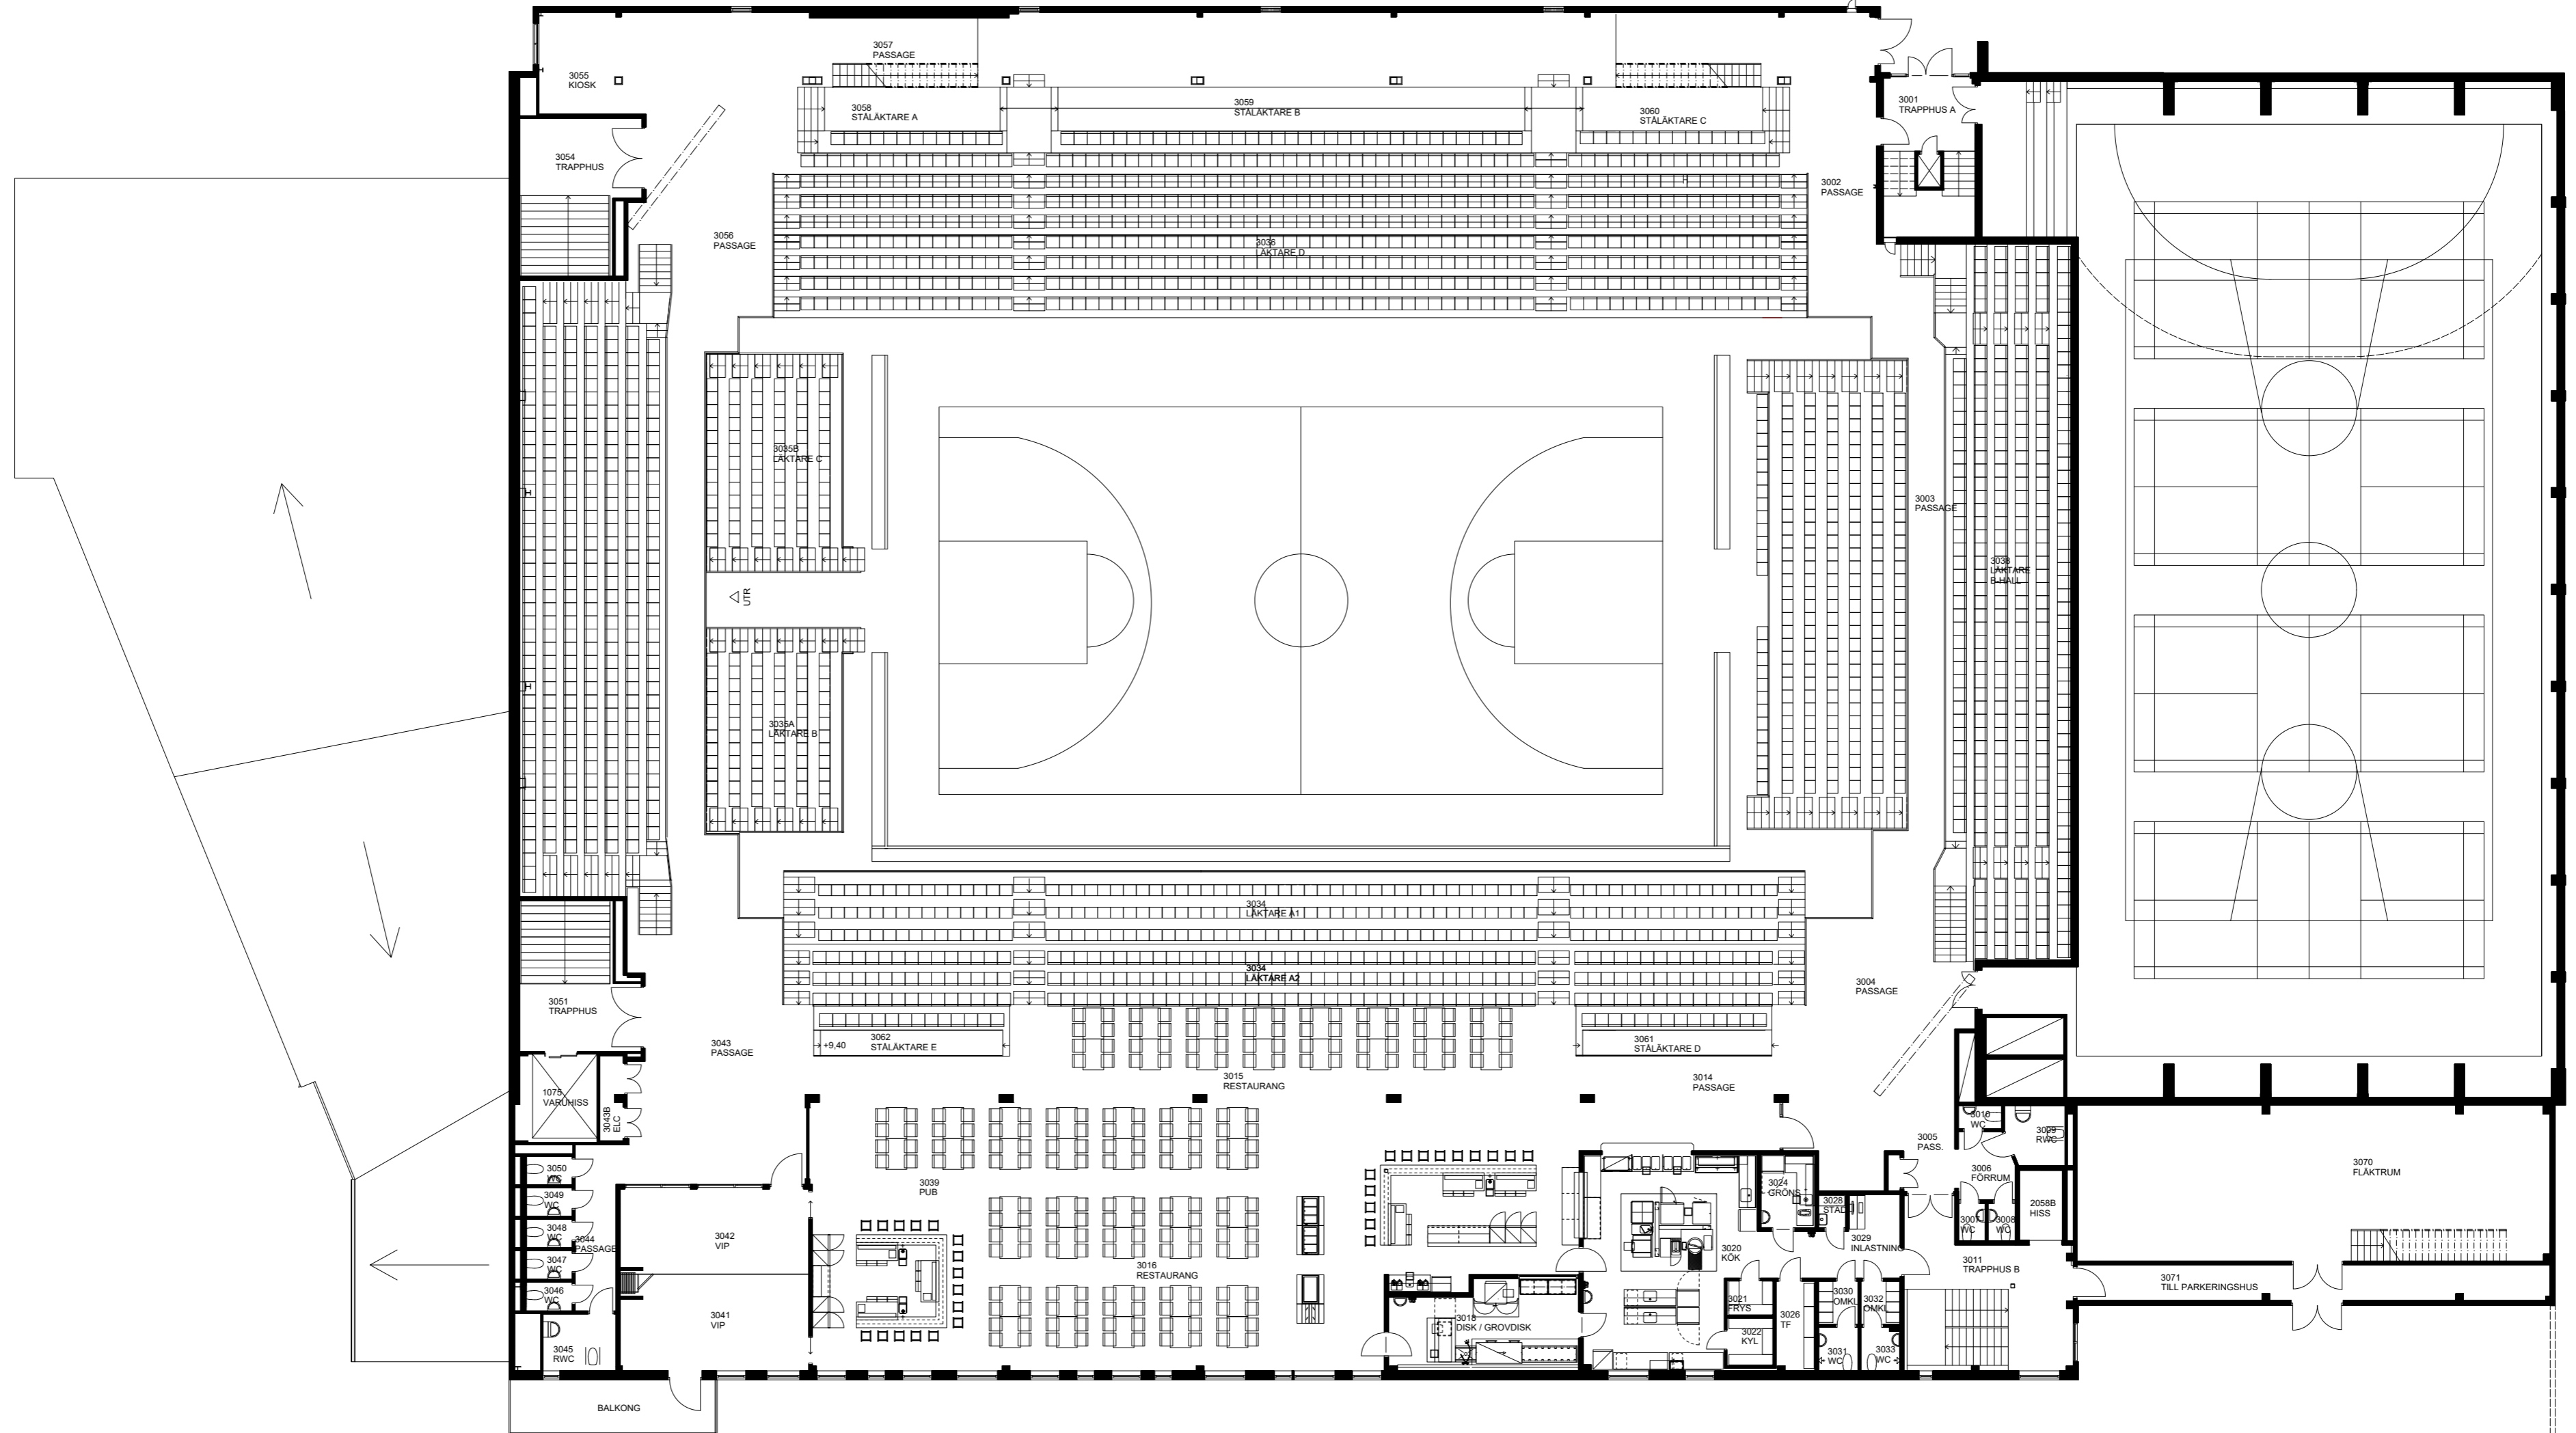 3057
PASSAGE
3055
KIOSK
3058
STÅLÄKTARE A
3059
STÅLÄKTARE B
3060
STÅLÄKTARE C
3001
TRAPPHUS A
3054
TRAPPHUS
3002
PASSAGE
3056
PASSAGE
3036
LÄKTARE D
3035B
LÄKTARE C
3003
PASSAGE
3038
LÄKTARE
B-HALL
UTR
3035A
LÄKTARE B
3034
LÄKTARE A1
3034
LÄKTARE A2
3004
PASSAGE
3051
TRAPPHUS
3043
PASSAGE
+9,40
3062
STÅLÄKTARE E
3061
STÅLÄKTARE D
3015
RESTAURANG
3014
PASSAGE
1075
VARUHISS
3043B
ELC
3010
WC
3009
RWC
3005
PASS.
3006
FÖRRUM
3070
FLÄKTRUM
3050
WC
3049
WC
3048
WC
3044
PASSAGE
3047
WC
3046
WC
3045
RWC
3039
PUB
3042
VIP
3041
VIP
3016
RESTAURANG
3024
GRÖNS
3028
STÄD
3007
WC
3008
WC
2058B
HISS
3020
KÖK
3029
INLASTNING
3011
TRAPPHUS B
3071
TILL PARKERINGSHUS
3021
FRYS
3022
KYL
3026
TF
3030
OMKL
3032
OMKL
3018
DISK / GROVDISK
3031
WC
3033
WC
BALKONG